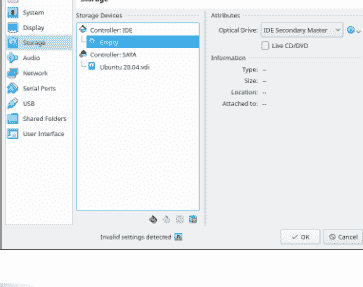 Storage
System
Display
Storage
Audio
Network
Serial Ports
USB
Shared Folders
User Interface
Storage Devices
Controller: IDE
Empty
Controller: SATA
Ubuntu 20.04.vdi
Attributes
Optical Drive: IDE Secondary Master
Live CD/DVD
Information
Type: --
Size: --
Location: --
Attached to: --
Invalid settings detected
OK
Cancel